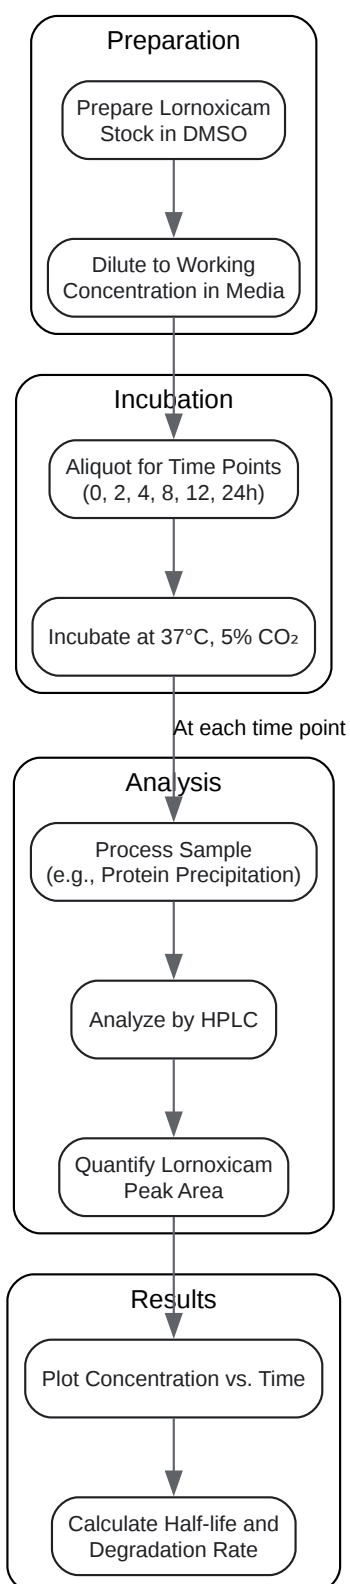 Preparation
Prepare Lornoxicam
Stock in DMSO
Dilute to Working
Concentration in Media
Incubation
Aliquot for Time Points
(0, 2, 4, 8, 12, 24h)
Incubate at 37°C, 5% CO₂
At each time point
Analysis
Process Sample
(e.g., Protein Precipitation)
Analyze by HPLC
Quantify Lornoxicam
Peak Area
Results
Plot Concentration vs. Time
Calculate Half-life and
Degradation Rate